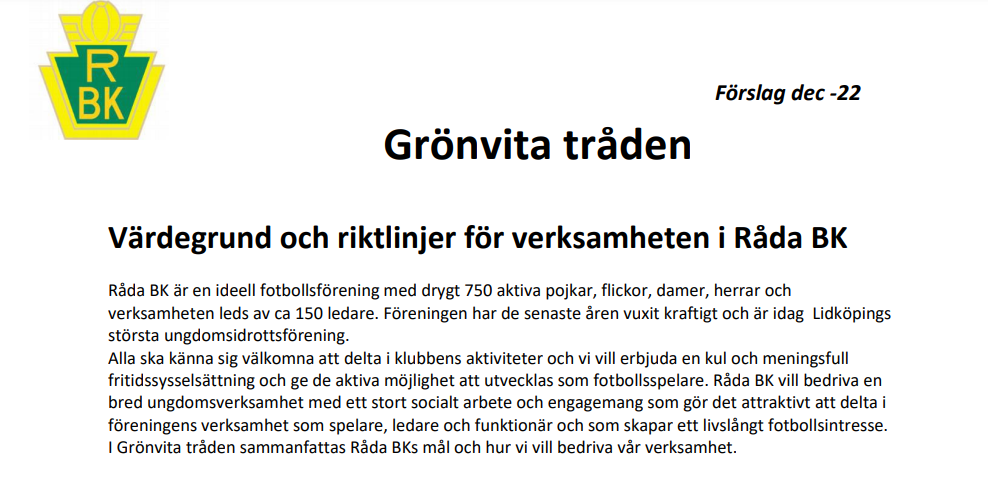 R
BK
Förslag dec -22
Grönvita tråden
Värdegrund och riktlinjer för verksamheten i Råda BK
Råda BK är en ideell fotbollsförening med drygt 750 aktiva pojkar, flickor, damer, herrar och
verksamheten leds av ca 150 ledare. Föreningen har de senaste åren vuxit kraftigt och är idag Lidköpings
största ungdomsidrottsförening.
Alla ska känna sig välkomna att delta i klubbens aktiviteter och vi vill erbjuda en kul och meningsfull
fritidssysselsättning och ge de aktiva möjlighet att utvecklas som fotbollsspelare. Råda BK vill bedriva en
bred ungdomsverksamhet med ett stort socialt arbete och engagemang som gör det attraktivt att delta i
föreningens verksamhet som spelare, ledare och funktionär och som skapar ett livslångt fotbollsintresse.
I Grönvita tråden sammanfattas Råda BKs mål och hur vi vill bedriva vår verksamhet.